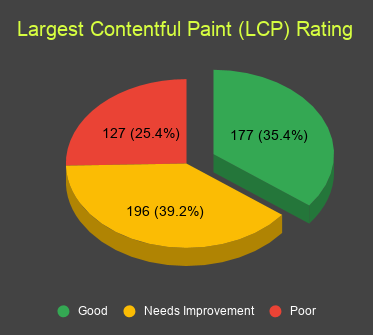 Largest Contentful Paint (LCP) Rating
127 (25.4%)
177 (35.4%)
196 (39.2%)
Good
Needs Improvement
Poor